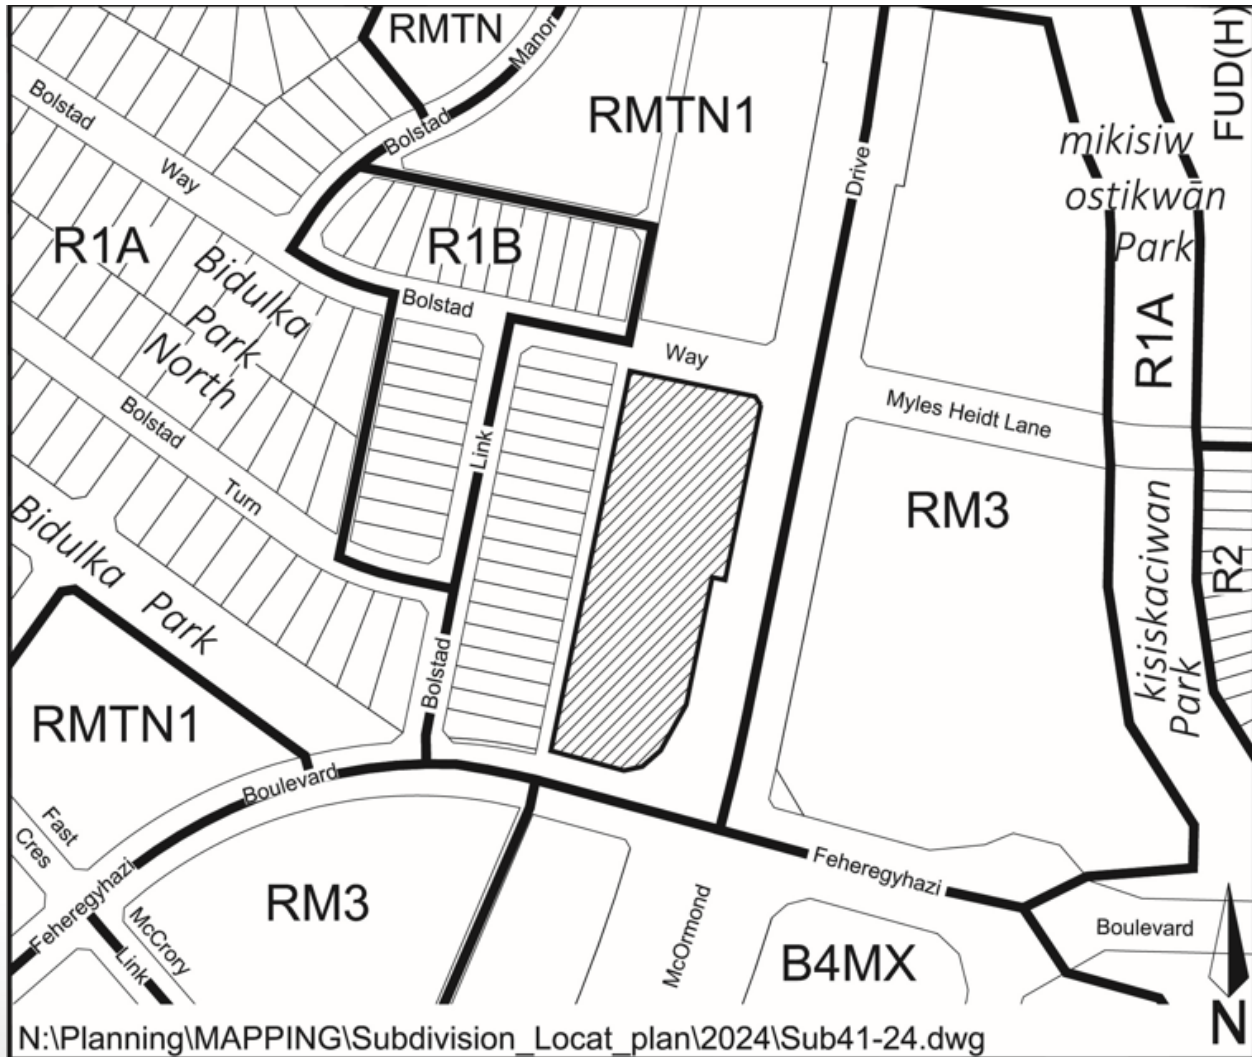 RMTN
Manor
Bolstad
RMTN1
FUD(H)
Bolstad
Way
Drive
mikisiw
ostikwān
Park
R1A
R1B
Bidulka
Park
North
Bolstad
Way
R1A
Myles Heidt Lane
Bolstad
Turn
Link
RM3
Bidulka
Park
kisiskaciwan
Park
R2
Bolstad
RMTN1
Boulevard
Fast
Cres
Feheregyhazi
Feheregyhazi
RM3
McCrory
Link
McOrmond
B4MX
Boulevard
N
N:\Planning\MAPPING\Subdivision_Locat_plan\2024\Sub41-24.dwg